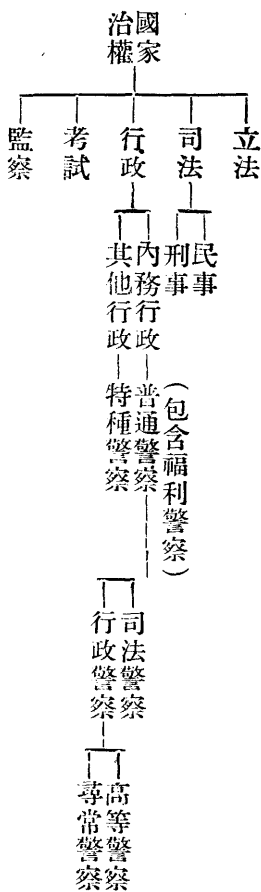 國家
治權
立法
司法
行政
考試
監察
民事
刑事
內務行政
其他行政
（包含福利警察）
普通警察
特種警察
司法警察
行政警察
高等警察
尋常警察